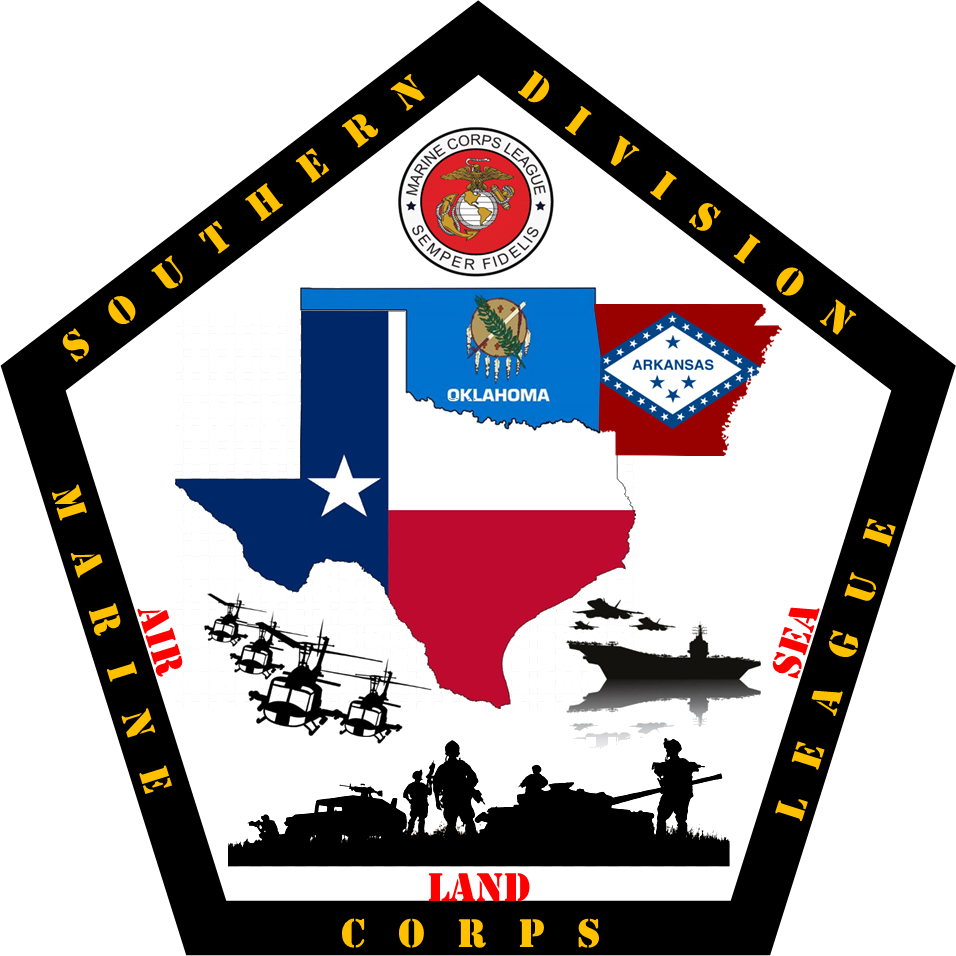 SOUTHERN DIVISION
MARINE CORPS LEAGUE
SEMPER FIDELIS
OKLAHOMA
ARKANSAS
AIR
SEA
LAND
MARINE
CORPS
LEAGUE